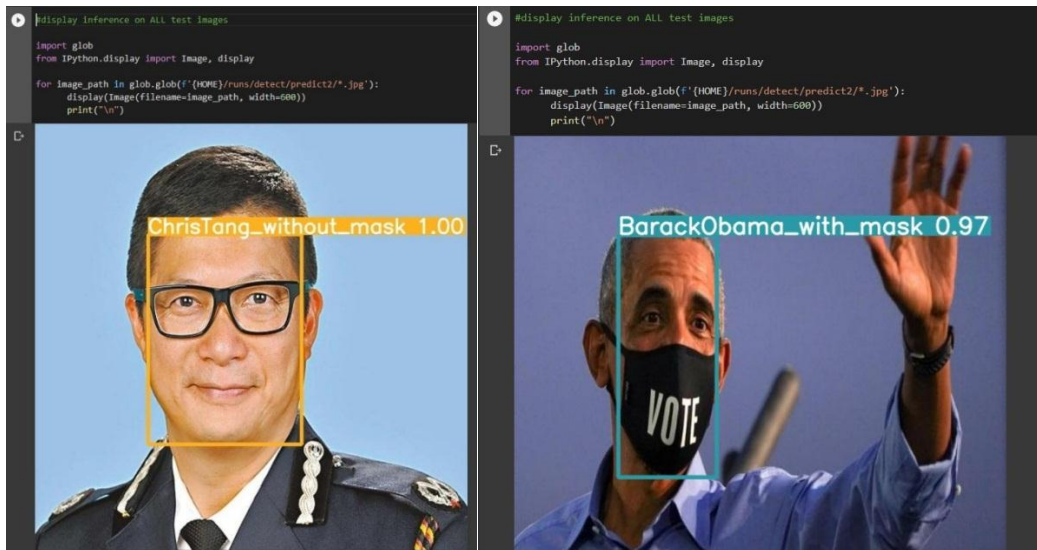 #display inference on ALL test images
import glob
from IPython.display import Image, display
for image_path in glob.glob(f'{HOME}/runs/detect/predict2/*.jpg'):
display(Image(filename=image_path, width=600))
print("\n")
ChrisTang_without_mask 1.00
#display inference on ALL test images
import glob
from IPython.display import Image, display
for image_path in glob.glob(f'{HOME}/runs/detect/predict2/*.jpg'):
display(Image(filename=image_path, width=600))
print("\n")
BarackObama_with_mask 0.97
VOTE